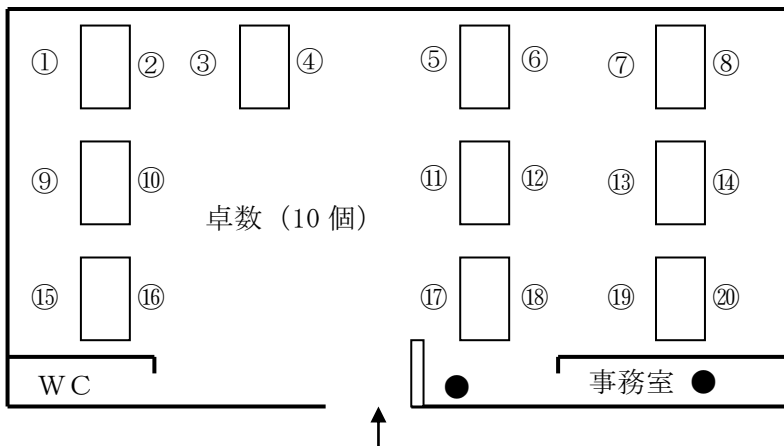 ① ② ③ ④ ⑤ ⑥ ⑦ ⑧
⑨ ⑩ ⑪ ⑫ ⑬ ⑭
卓数（10 個）
⑮ ⑯ ⑰ ⑱ ⑲ ⑳
ＷＣ 事務室